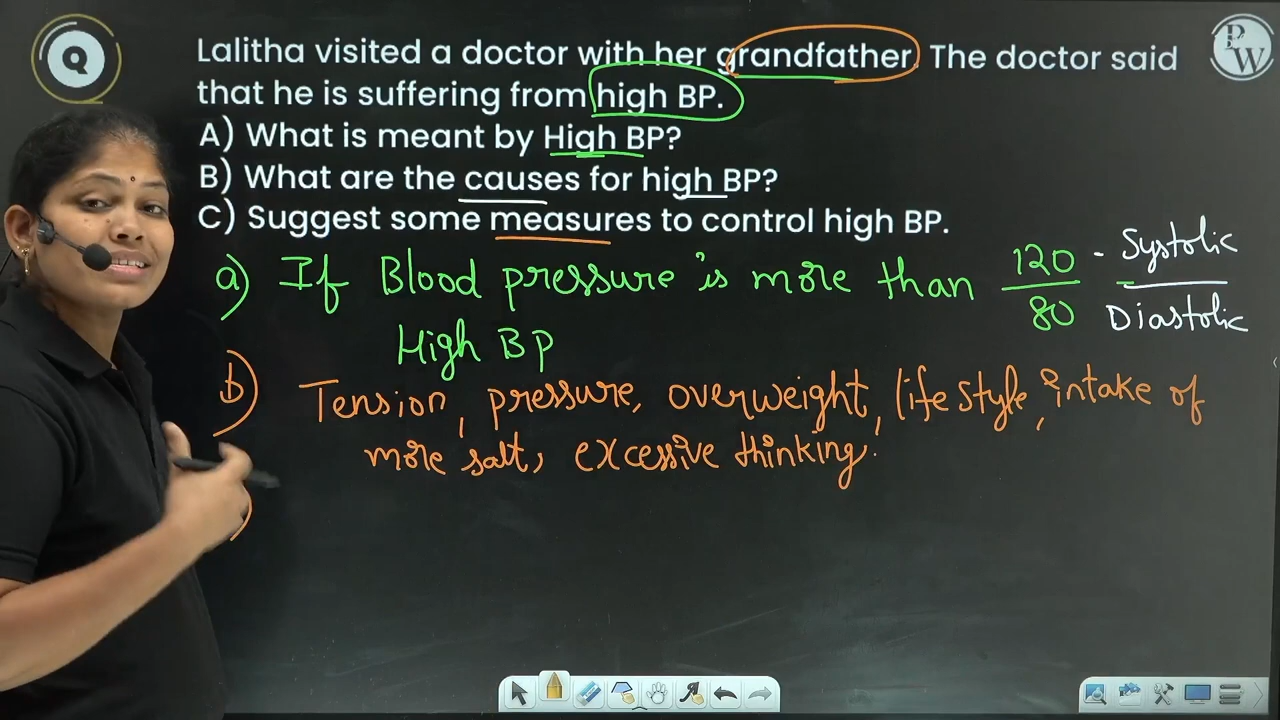 Q
PW
Lalitha visited a doctor with her grandfather. The doctor said
that he is suffering from high BP.
A) What is meant by High BP?
B) What are the causes for high BP?
C) Suggest some measures to control high BP.
a) If Blood pressure is more than 120/80 - Systolic/Diastolic
High BP
b) Tension, pressure, overweight, life style, intake of
more salt, excessive thinking.